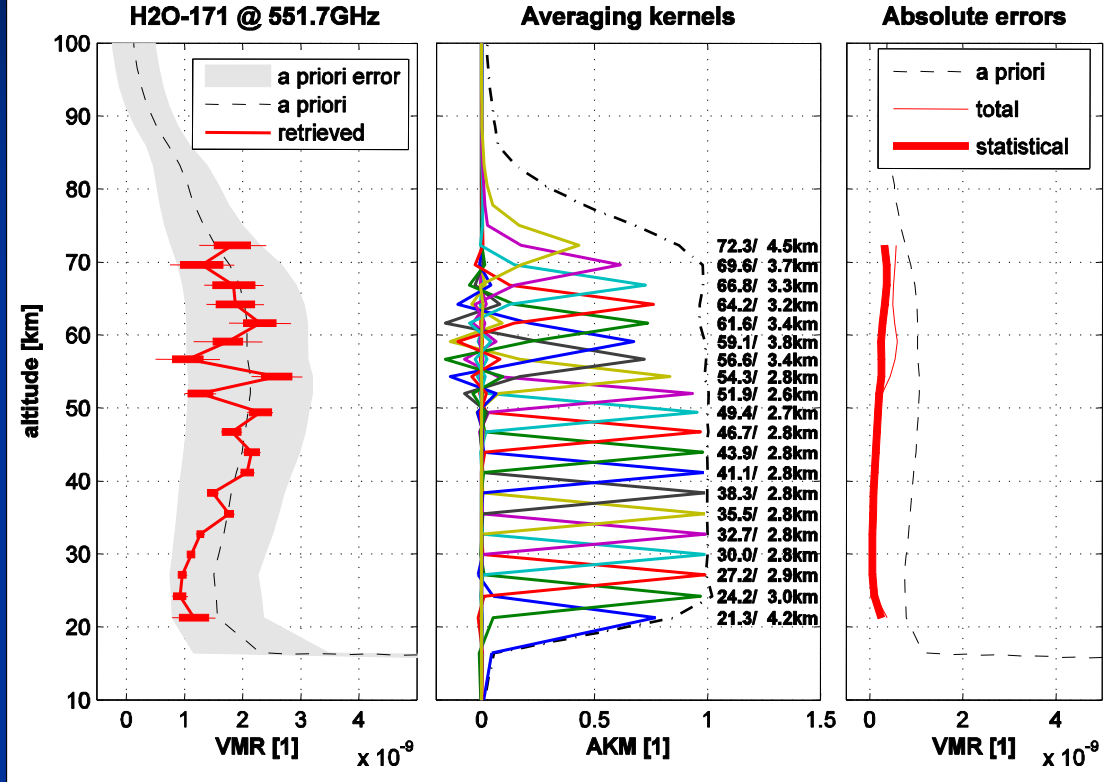 H2O-171 @ 551.7GHz
100
90
80
70
60
50
40
30
20
10
altitude [km]
a priori error
a priori
retrieved
0 1 2 3 4
VMR [1]
x 10-9
Averaging kernels
72.3/ 4.5km
69.6/ 3.7km
66.8/ 3.3km
64.2/ 3.2km
61.6/ 3.4km
59.1/ 3.8km
56.6/ 3.4km
54.3/ 2.8km
51.9/ 2.6km
49.4/ 2.7km
46.7/ 2.8km
43.9/ 2.8km
41.1/ 2.8km
38.3/ 2.8km
35.5/ 2.8km
32.7/ 2.8km
30.0/ 2.8km
27.2/ 2.9km
24.2/ 3.0km
21.3/ 4.2km
0 0.5 1 1.5
AKM [1]
Absolute errors
a priori
total
statistical
0 2 4
VMR [1]
x 10-9